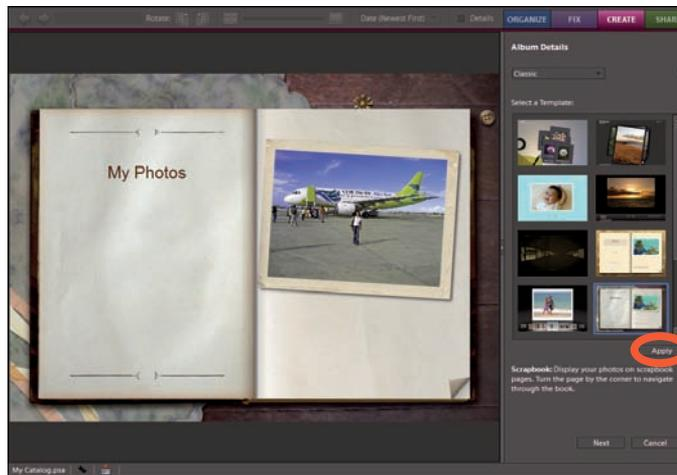 Rotate:
Date (Newest First)
Details
ORGANIZE
FIX
CREATE
SHAR
Album Details
Classic
Select a Template:
My Photos
Apply
Scrapbook: Display your photos on scrapbook
pages. Turn the page by the corner to navigate
through the book.
Next
Cancel
My Catalog.psa